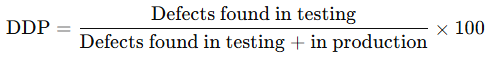 DDP = Defects found in testing / Defects found in testing + in production × 100